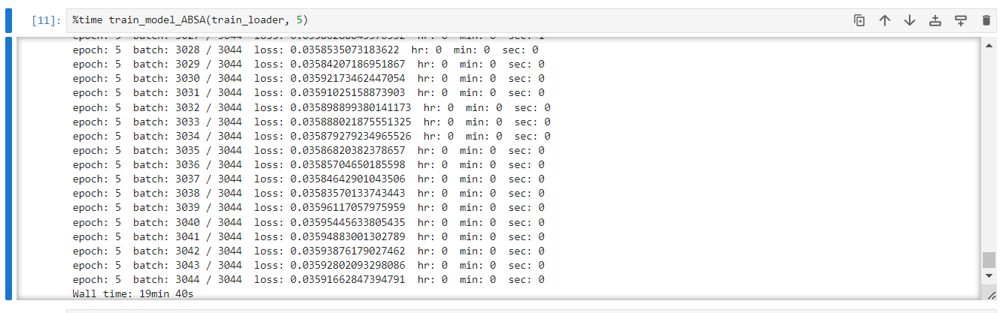 [11]: %time train_model_ABSA(train_loader, 5)
epoch: 5 batch: 3028 / 3044 loss: 0.0358535073183622 hr: 0 min: 0 sec: 0
epoch: 5 batch: 3029 / 3044 loss: 0.03584207186951867 hr: 0 min: 0 sec: 0
epoch: 5 batch: 3030 / 3044 loss: 0.03592173462447054 hr: 0 min: 0 sec: 0
epoch: 5 batch: 3031 / 3044 loss: 0.03591025158873903 hr: 0 min: 0 sec: 0
epoch: 5 batch: 3032 / 3044 loss: 0.035898899380141173 hr: 0 min: 0 sec: 0
epoch: 5 batch: 3033 / 3044 loss: 0.035888021875551325 hr: 0 min: 0 sec: 0
epoch: 5 batch: 3034 / 3044 loss: 0.035879279234965526 hr: 0 min: 0 sec: 0
epoch: 5 batch: 3035 / 3044 loss: 0.03586820382378657 hr: 0 min: 0 sec: 0
epoch: 5 batch: 3036 / 3044 loss: 0.03585704650185598 hr: 0 min: 0 sec: 0
epoch: 5 batch: 3037 / 3044 loss: 0.03584642901043506 hr: 0 min: 0 sec: 0
epoch: 5 batch: 3038 / 3044 loss: 0.03583570133743443 hr: 0 min: 0 sec: 0
epoch: 5 batch: 3039 / 3044 loss: 0.03596117057975959 hr: 0 min: 0 sec: 0
epoch: 5 batch: 3040 / 3044 loss: 0.03595445633805435 hr: 0 min: 0 sec: 0
epoch: 5 batch: 3041 / 3044 loss: 0.03594883001302789 hr: 0 min: 0 sec: 0
epoch: 5 batch: 3042 / 3044 loss: 0.03593876179027462 hr: 0 min: 0 sec: 0
epoch: 5 batch: 3043 / 3044 loss: 0.03592802093298086 hr: 0 min: 0 sec: 0
epoch: 5 batch: 3044 / 3044 loss: 0.03591662847394791 hr: 0 min: 0 sec: 0
Wall time: 19min 40s